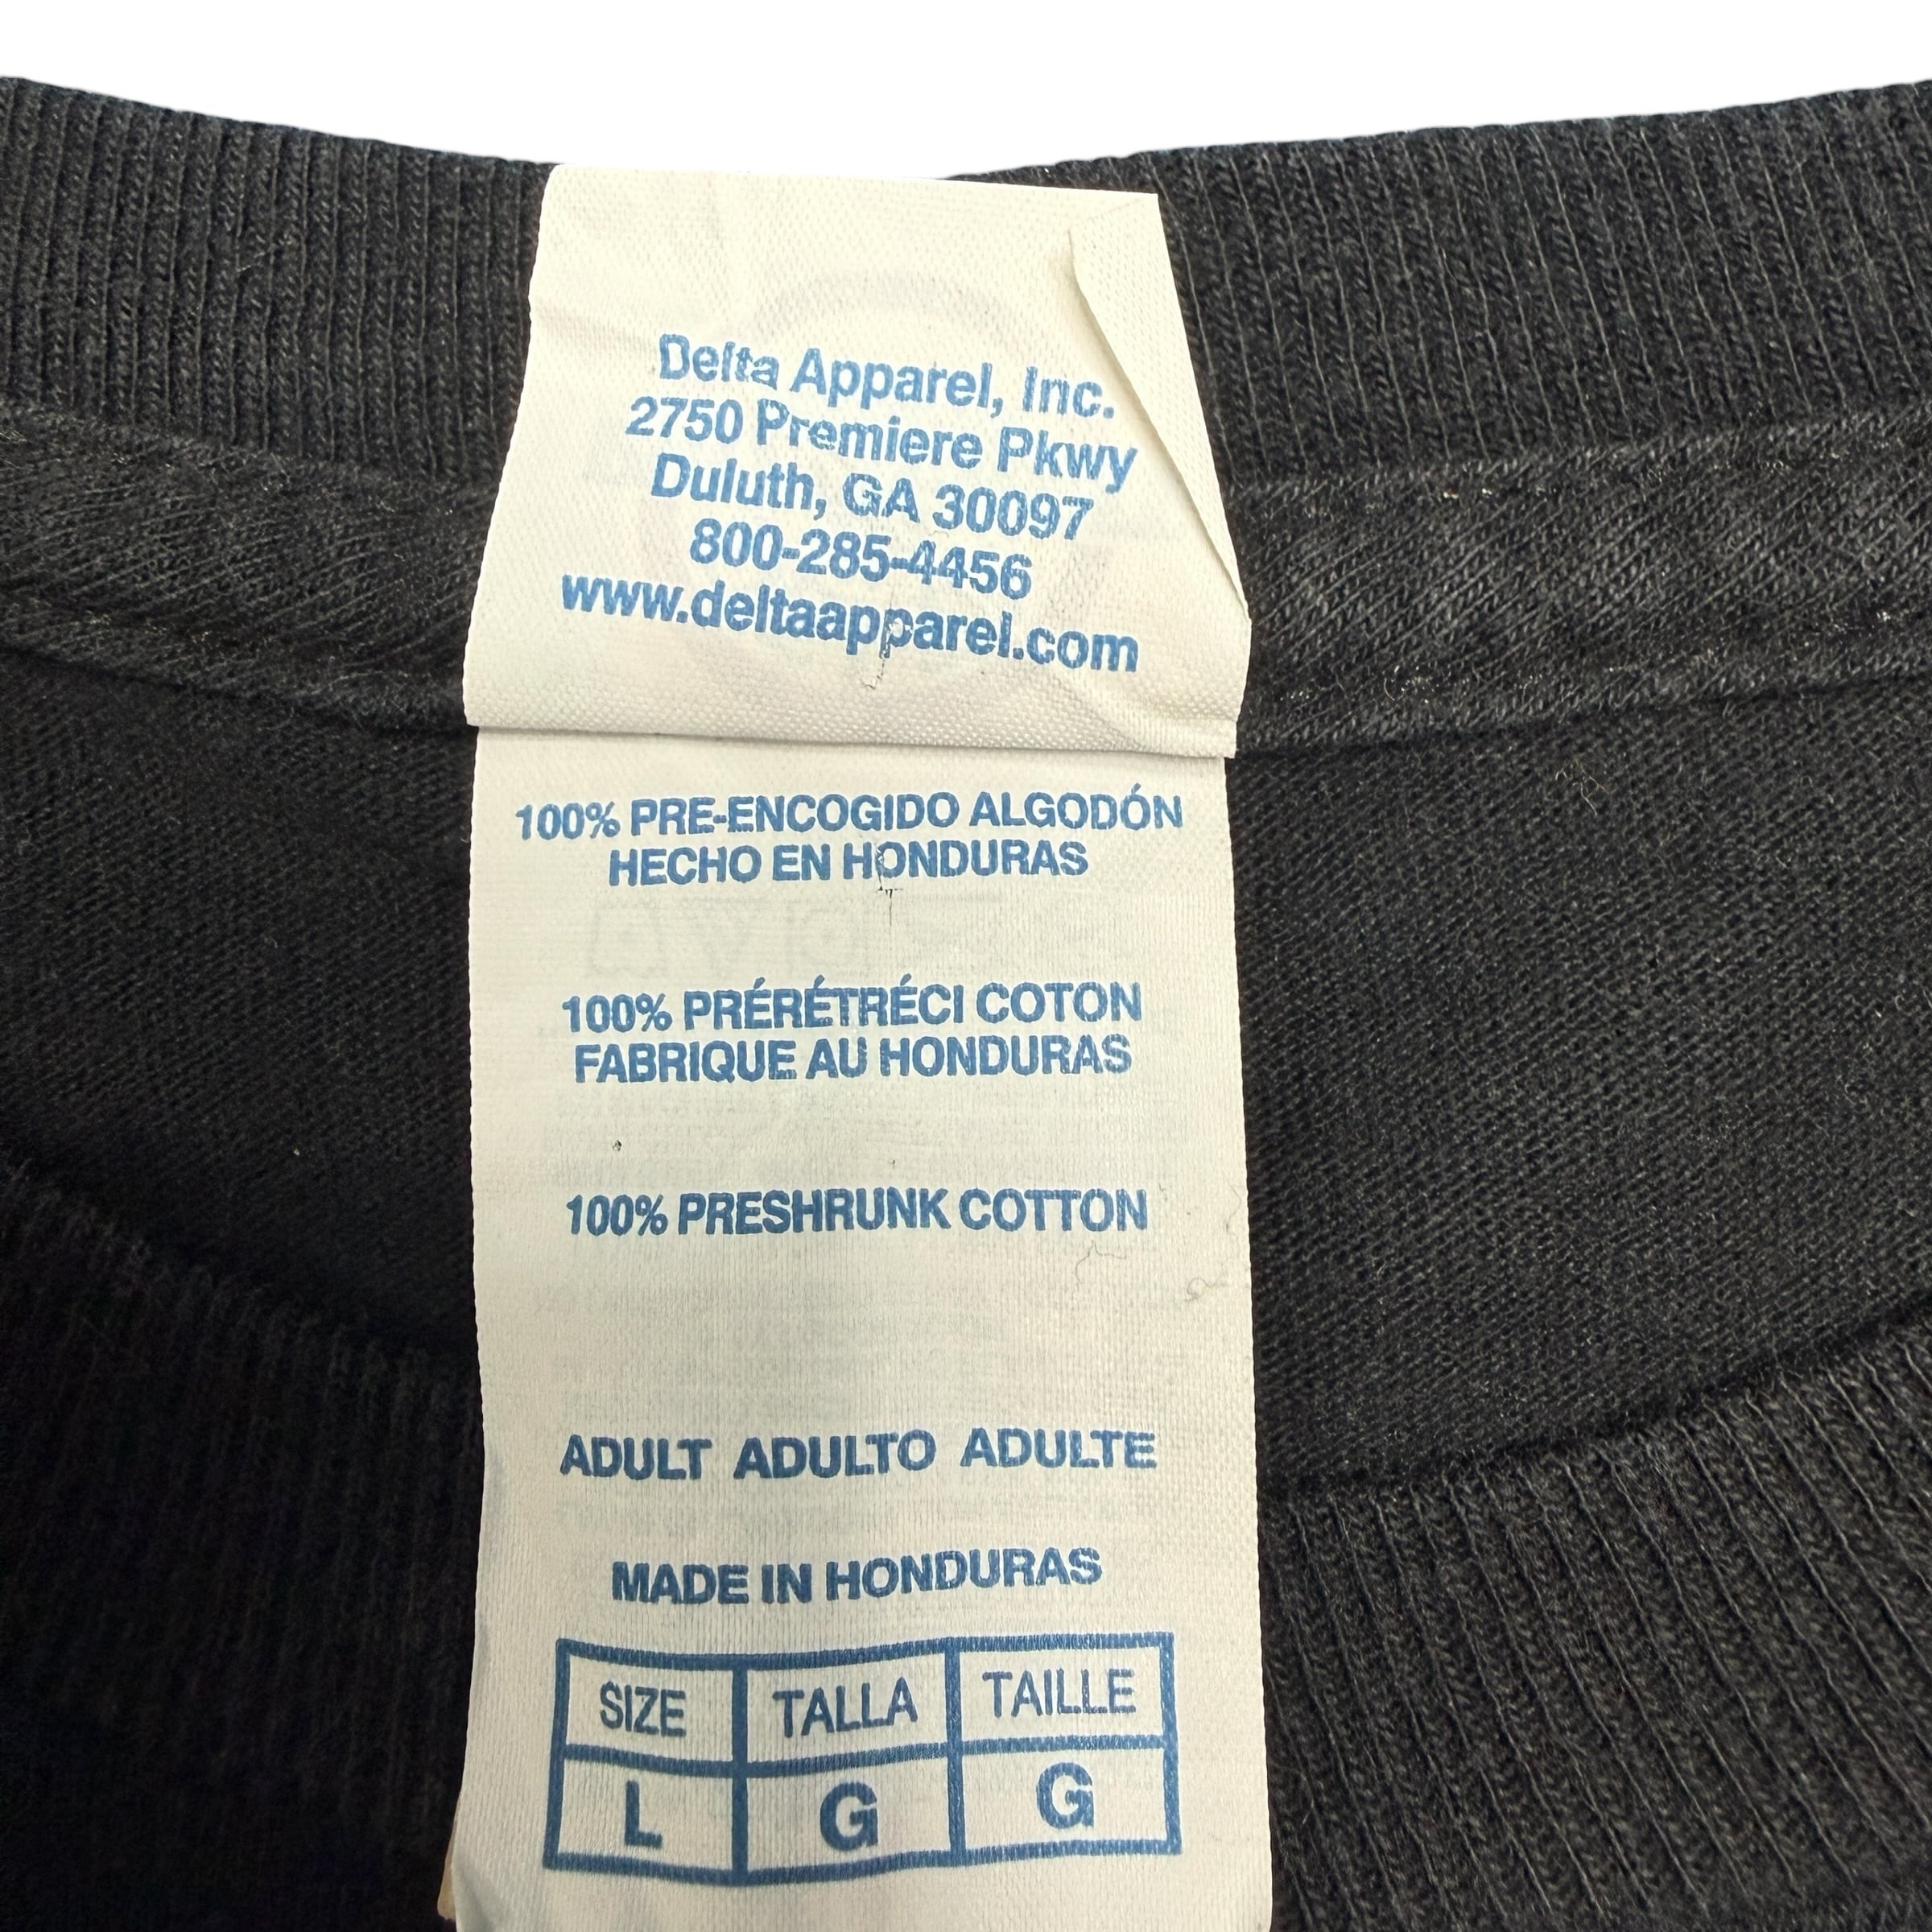 Delta Apparel, Inc.
2750 Premiere Pkwy
Duluth, GA 30097
800-285-4456
www.deltaapparel.com
100% PRE-ENCOGIDO ALGODÓN
HECHO EN HONDURAS
100% PRÉRÉTRÉCI COTON
FABRIQUE AU HONDURAS
100% PRESHRUNK COTTON
ADULT ADULTO ADULTE
MADE IN HONDURAS
SIZE TALLA TAILLE
L G G